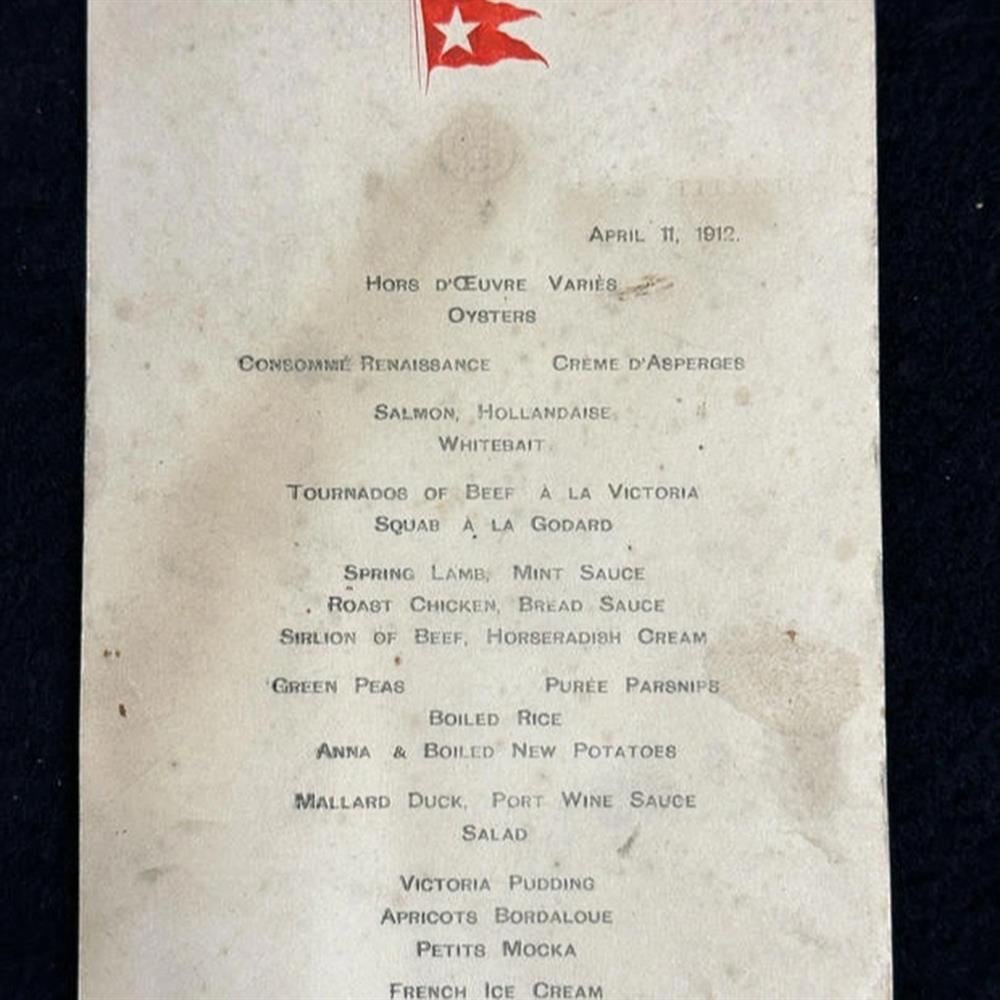 April 11, 1912.
Hors d'Œuvre Variès
Oysters
Consommé Renaissance Crème d'Asperges
Salmon, Hollandaise
Whitebait
Tournados of Beef à la Victoria
Squab à la Godard
Spring Lamb, Mint Sauce
Roast Chicken, Bread Sauce
Sirlion of Beef, Horseradish Cream
Green Peas Purée Parsnips
Boiled Rice
Anna & Boiled New Potatoes
Mallard Duck, Port Wine Sauce
Salad
Victoria Pudding
Apricots Bordaloue
Petits Mocka
French Ice Cream